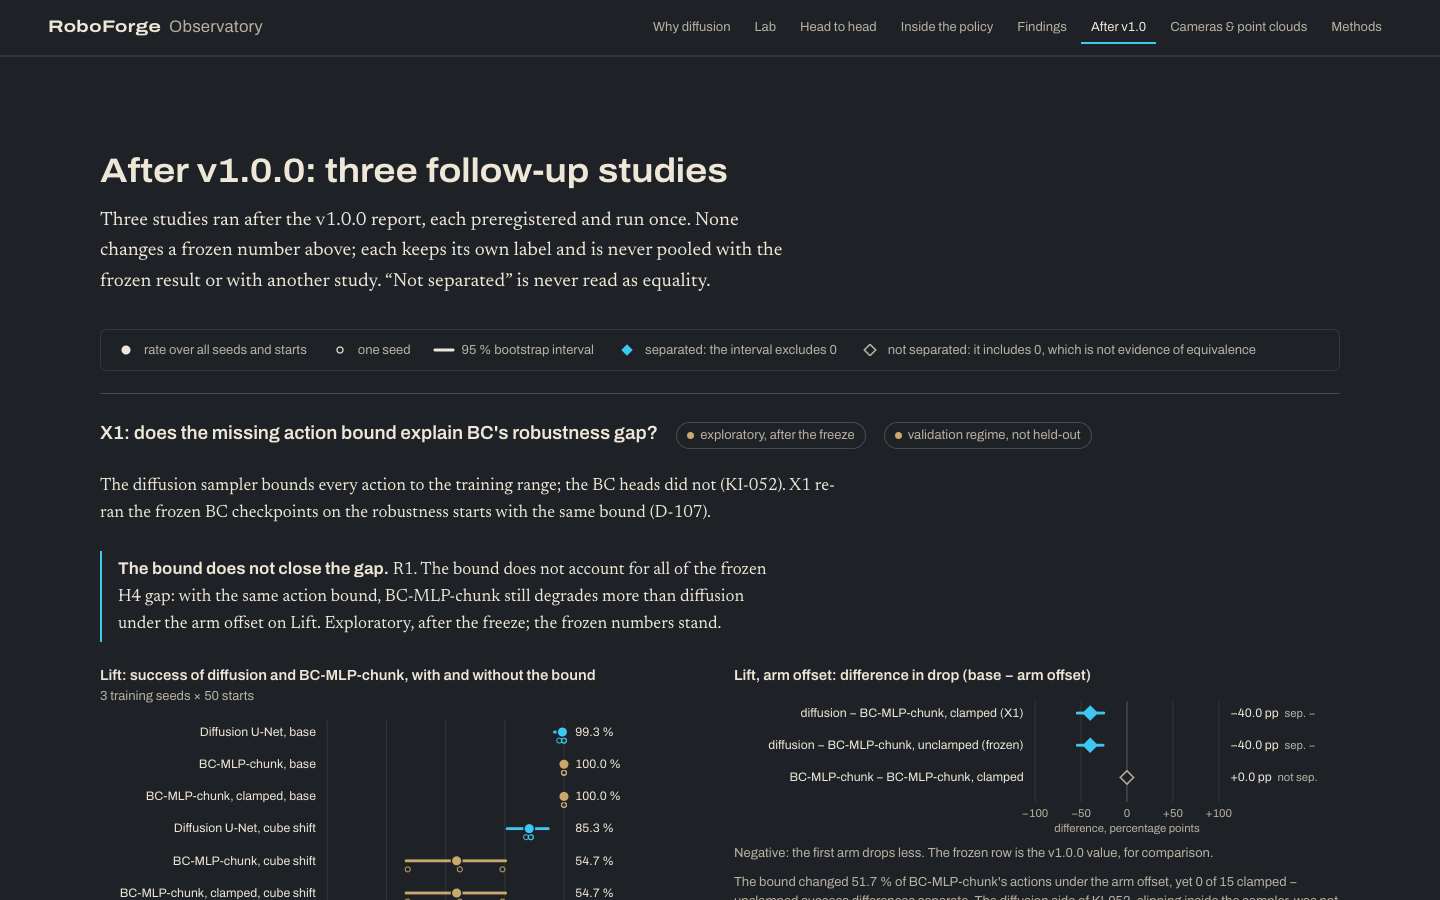 RoboForge Observatory
Why diffusion
Lab
Head to head
Inside the policy
Findings
After v1.0
Cameras & point clouds
Methods
After v1.0.0: three follow-up studies
Three studies ran after the v1.0.0 report, each preregistered and run once. None
changes a frozen number above; each keeps its own label and is never pooled with the
frozen result or with another study. “Not separated” is never read as equality.
rate over all seeds and starts
one seed
95 % bootstrap interval
separated: the interval excludes 0
not separated: it includes 0, which is not evidence of equivalence
X1: does the missing action bound explain BC's robustness gap?
exploratory, after the freeze
validation regime, not held-out
The diffusion sampler bounds every action to the training range; the BC heads did not (KI-052). X1 re-
ran the frozen BC checkpoints on the robustness starts with the same bound (D-107).
The bound does not close the gap. R1. The bound does not account for all of the frozen
H4 gap: with the same action bound, BC-MLP-chunk still degrades more than diffusion
under the arm offset on Lift. Exploratory, after the freeze; the frozen numbers stand.
Lift: success of diffusion and BC-MLP-chunk, with and without the bound
3 training seeds × 50 starts
Diffusion U-Net, base 99.3 %
BC-MLP-chunk, base 100.0 %
BC-MLP-chunk, clamped, base 100.0 %
Diffusion U-Net, cube shift 85.3 %
BC-MLP-chunk, cube shift 54.7 %
BC-MLP-chunk, clamped, cube shift 54.7 %
Lift, arm offset: difference in drop (base – arm offset)
diffusion – BC-MLP-chunk, clamped (X1) –40.0 pp sep. –
diffusion – BC-MLP-chunk, unclamped (frozen) –40.0 pp sep. –
BC-MLP-chunk – BC-MLP-chunk, clamped +0.0 pp not sep.
–100 –50 0 +50 +100
difference, percentage points
Negative: the first arm drops less. The frozen row is the v1.0.0 value, for comparison.
The bound changed 51.7 % of BC-MLP-chunk's actions under the arm offset, yet 0 of 15 clamped –
unclamped success differences separate. The diffusion side of KI-052, clipping inside the sampler, was not